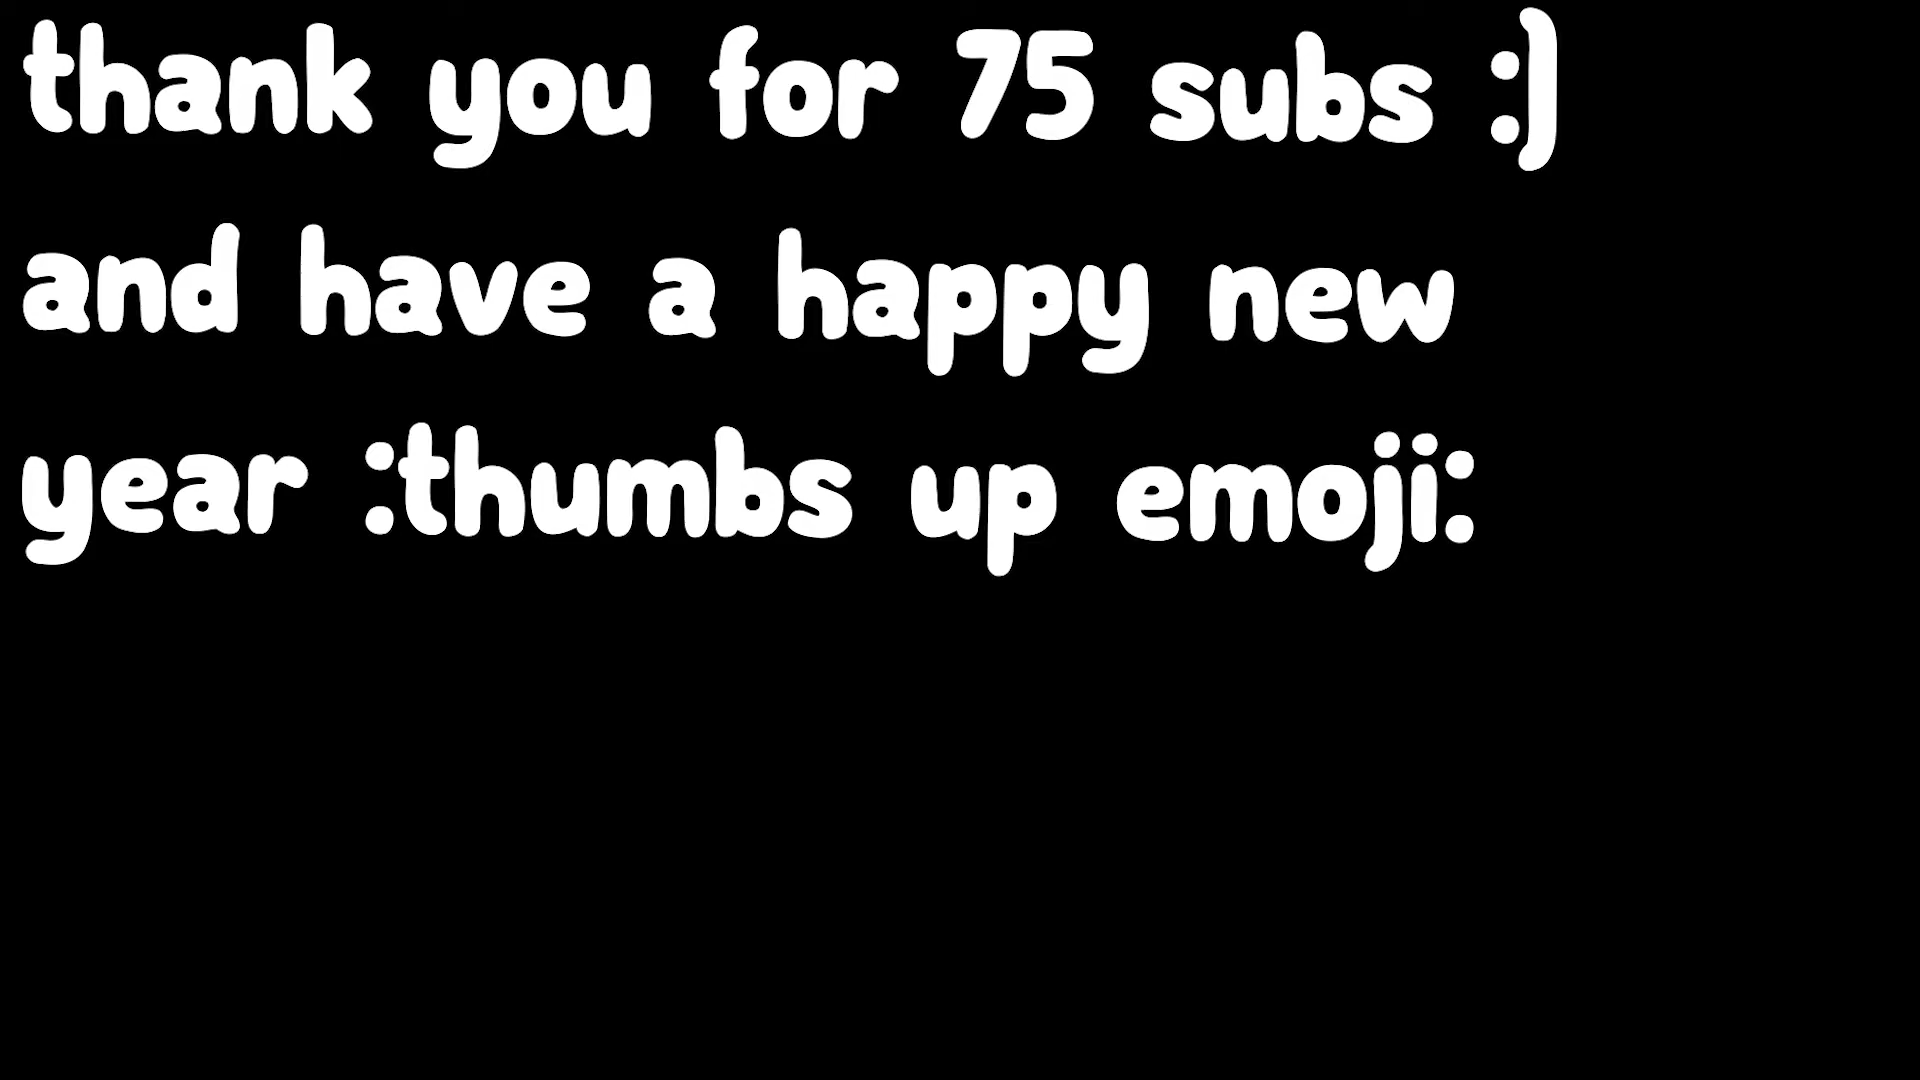 thank you for 75 subs :)
and have a happy new
year :thumbs up emoji: